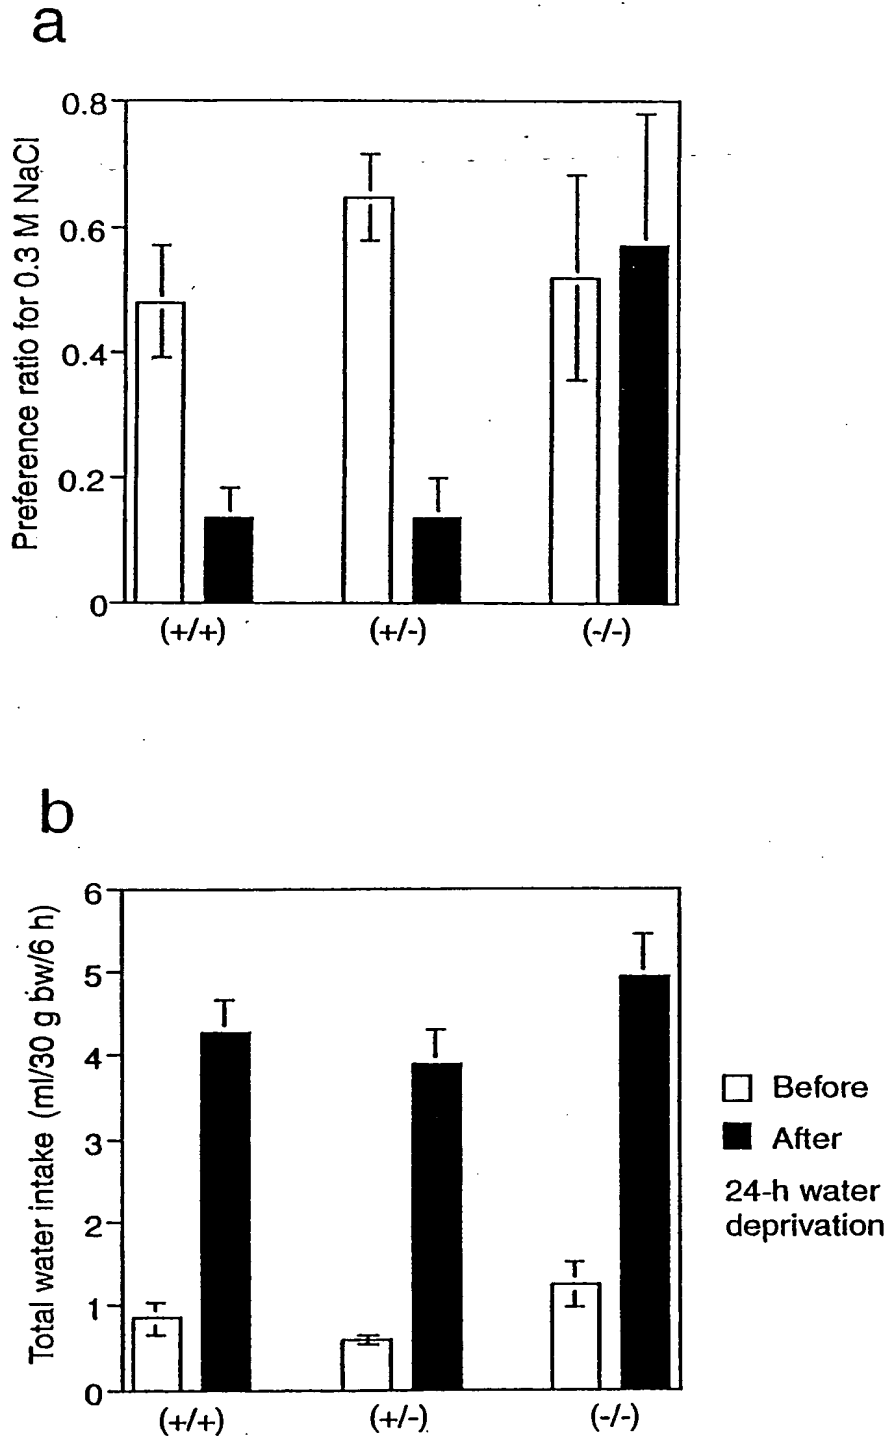 a
Preference ratio for 0.3 M NaCl
0.8
0.6
0.4
0.2
0
(+/+) (+/-) (-/-)
b
Total water intake (ml/30 g bw/6 h)
6
5
4
3
2
1
0
(+/+) (+/-) (-/-)
Before
After
24-h water
deprivation